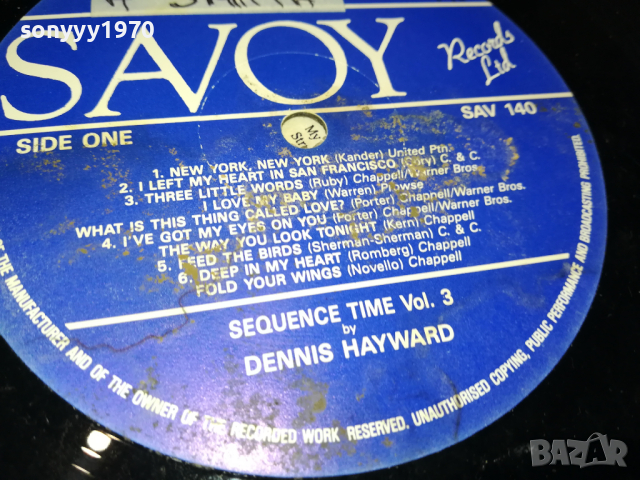 sonyyy1970
SAVOY
Records
Ltd
SIDE ONE
SAV 140
My
1. NEW YORK, NEW YORK (Kander) United Ptn.
2. I LEFT MY HEART IN SAN FRANCISCO (Cory) C. & C.
3. THREE LITTLE WORDS (Ruby) Chappell/Warner Bros.
I LOVE MY BABY (Warren) Prowse
WHAT IS THIS THING CALLED LOVE? (Porter) Chappell/Warner Bros.
4. I'VE GOT MY EYES ON YOU (Porter) Chappell/Warner Bros.
THE WAY YOU LOOK TONIGHT (Kern) Chappell
5. FEED THE BIRDS (Sherman-Sherman) C. & C.
6. DEEP IN MY HEART (Romberg) Chappell
FOLD YOUR WINGS (Novello) Chappell
SEQUENCE TIME Vol. 3
by
DENNIS HAYWARD
OF THE MANUFACTURER AND OF THE OWNER OF THE RECORDED WORK RESERVED. UNAUTHORISED COPYING, PUBLIC PERFORMANCE AND BROADCASTING PROHIBITED.
BAZAR